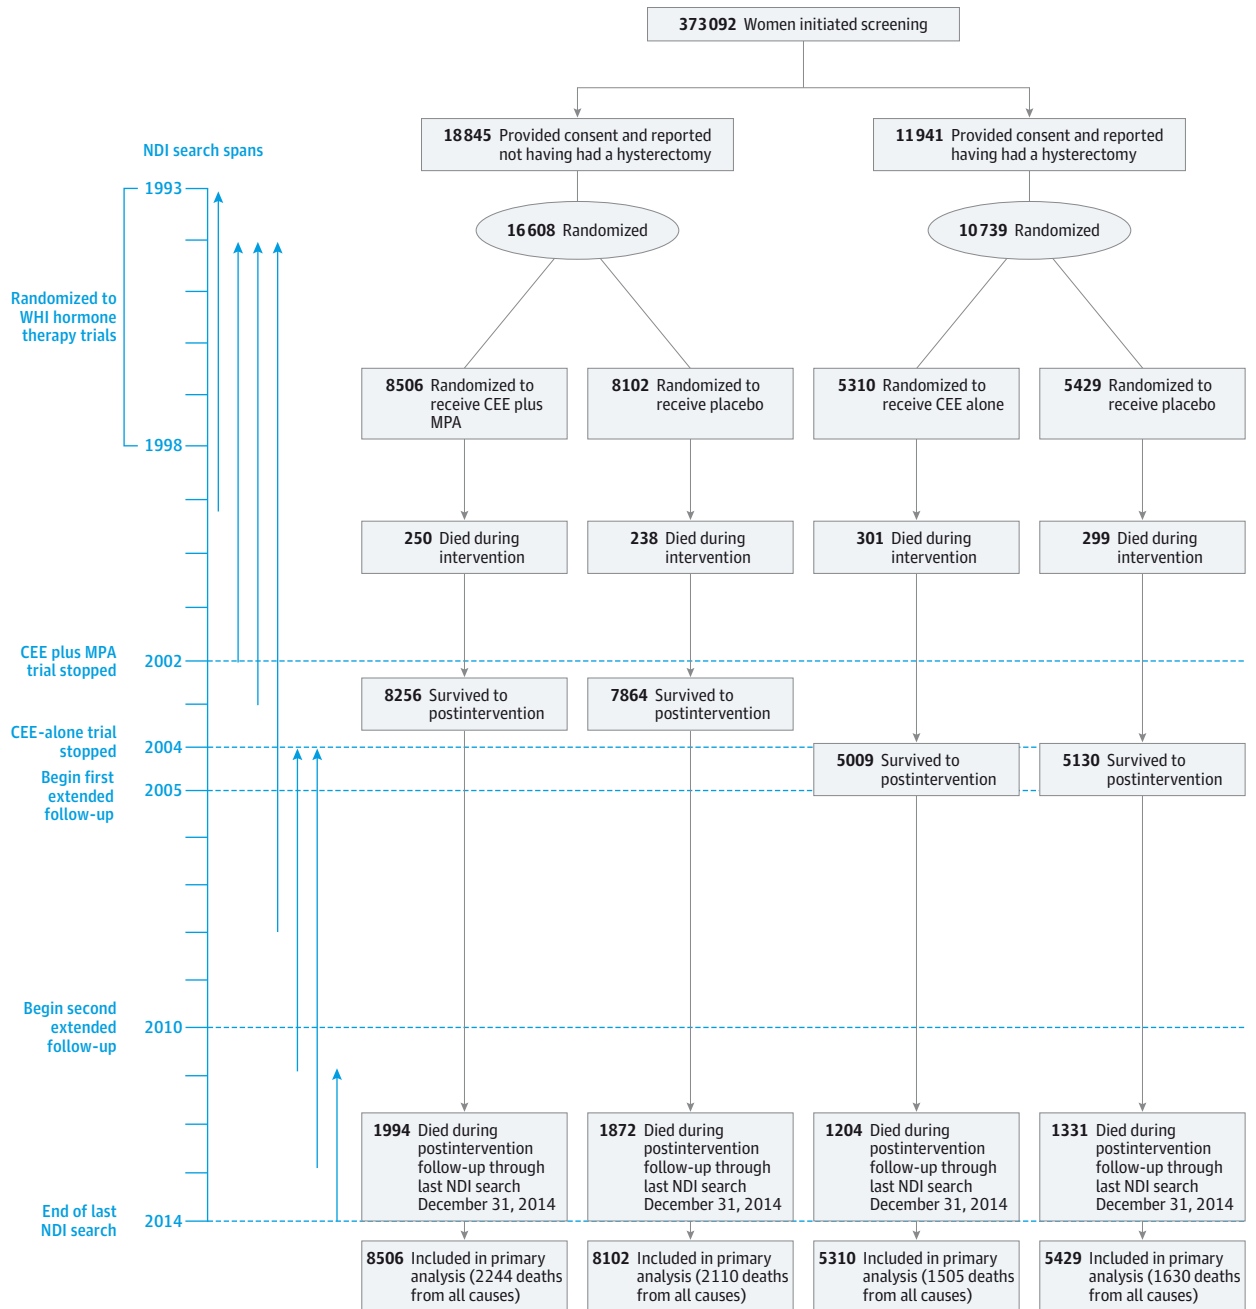 373 092 Women initiated screening
18 845 Provided consent and reported
not having had a hysterectomy
11 941 Provided consent and reported
having had a hysterectomy
NDI search spans
1993
16 608 Randomized
10 739 Randomized
Randomized to
WHI hormone
therapy trials
8506 Randomized to
receive CEE plus
MPA
8102 Randomized to
receive placebo
5310 Randomized to
receive CEE alone
5429 Randomized to
receive placebo
1998
250 Died during
intervention
238 Died during
intervention
301 Died during
intervention
299 Died during
intervention
CEE plus MPA
trial stopped
2002
8256 Survived to
postintervention
7864 Survived to
postintervention
CEE-alone trial
stopped
2004
5009 Survived to
postintervention
5130 Survived to
postintervention
Begin first
extended
follow-up
2005
Begin second
extended
follow-up
2010
1994 Died during
postintervention
follow-up through
last NDI search
December 31, 2014
1872 Died during
postintervention
follow-up through
last NDI search
December 31, 2014
1204 Died during
postintervention
follow-up through
last NDI search
December 31, 2014
1331 Died during
postintervention
follow-up through
last NDI search
December 31, 2014
End of last
NDI search
2014
8506 Included in primary
analysis (2244 deaths
from all causes)
8102 Included in primary
analysis (2110 deaths
from all causes)
5310 Included in primary
analysis (1505 deaths
from all causes)
5429 Included in primary
analysis (1630 deaths
from all causes)